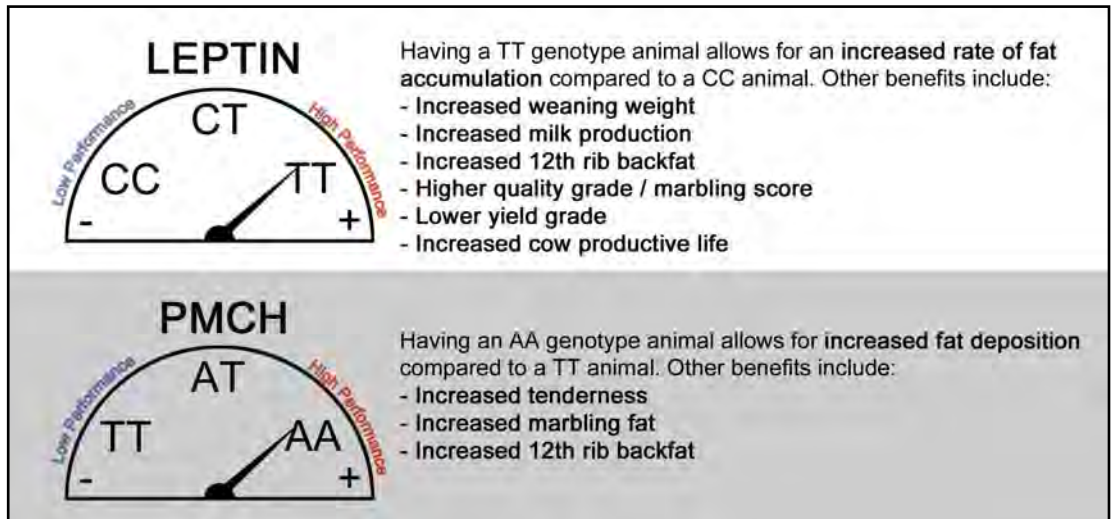 LEPTIN
Low Performance
High Performance
CC
CT
TT
-
+
Having a TT genotype animal allows for an increased rate of fat
accumulation compared to a CC animal. Other benefits include:
- Increased weaning weight
- Increased milk production
- Increased 12th rib backfat
- Higher quality grade / marbling score
- Lower yield grade
- Increased cow productive life
PMCH
Low Performance
High Performance
TT
AT
AA
-
+
Having an AA genotype animal allows for increased fat deposition
compared to a TT animal. Other benefits include:
- Increased tenderness
- Increased marbling fat
- Increased 12th rib backfat